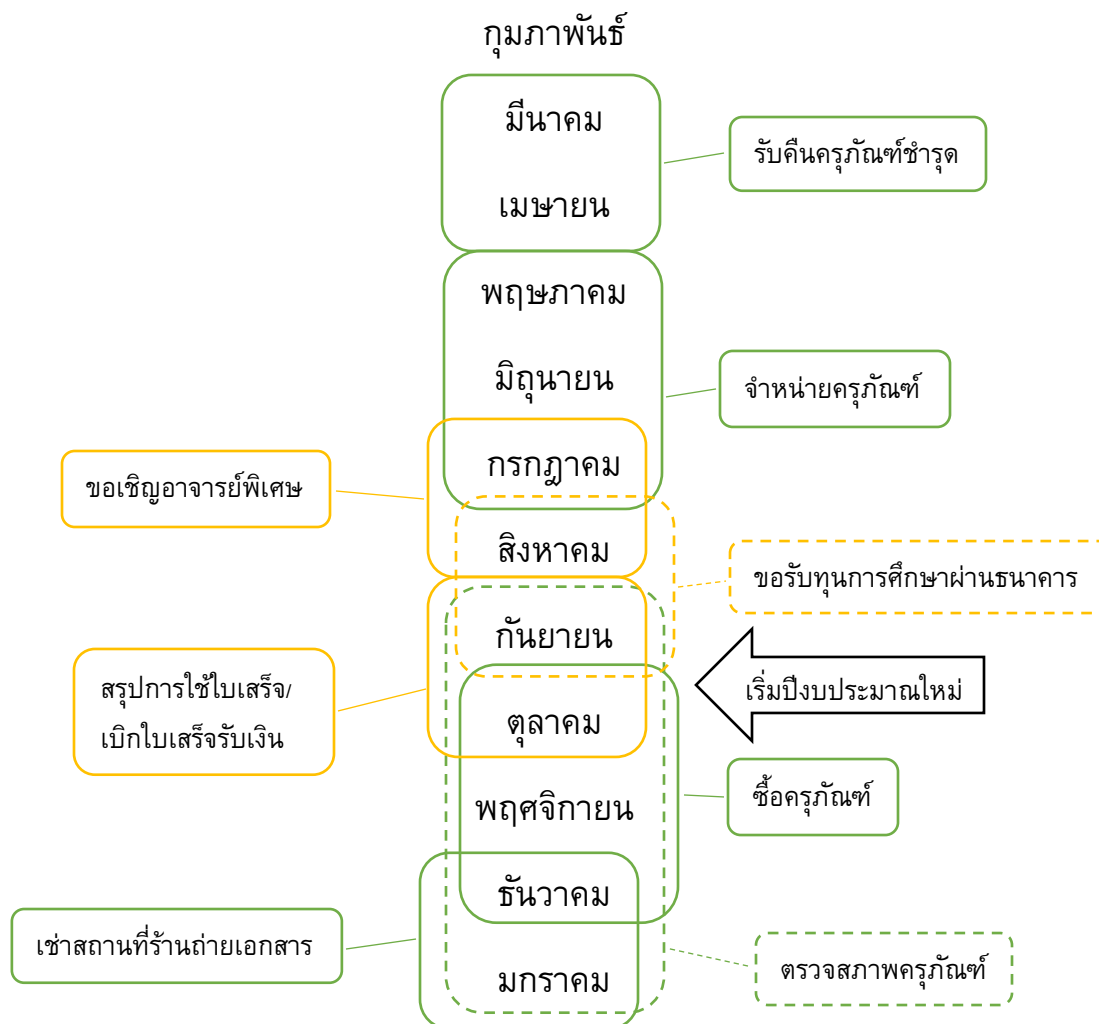 กุมภาพันธ์
มีนาคม
รับคืนครุภัณฑ์ชำรุด
เมษายน
พฤษภาคม
มิถุนายน
จำหน่ายครุภัณฑ์
กรกฎาคม
ขอเชิญอาจารย์พิเศษ
สิงหาคม
ขอรับทุนการศึกษาผ่านธนาคาร
กันยายน
สรุปการใช้ใบเสร็จ/
เบิกใบเสร็จรับเงิน
เริ่มปีงบประมาณใหม่
ตุลาคม
ซื้อครุภัณฑ์
พฤศจิกายน
ธันวาคม
เช่าสถานที่ร้านถ่ายเอกสาร
ตรวจสภาพครุภัณฑ์
มกราคม